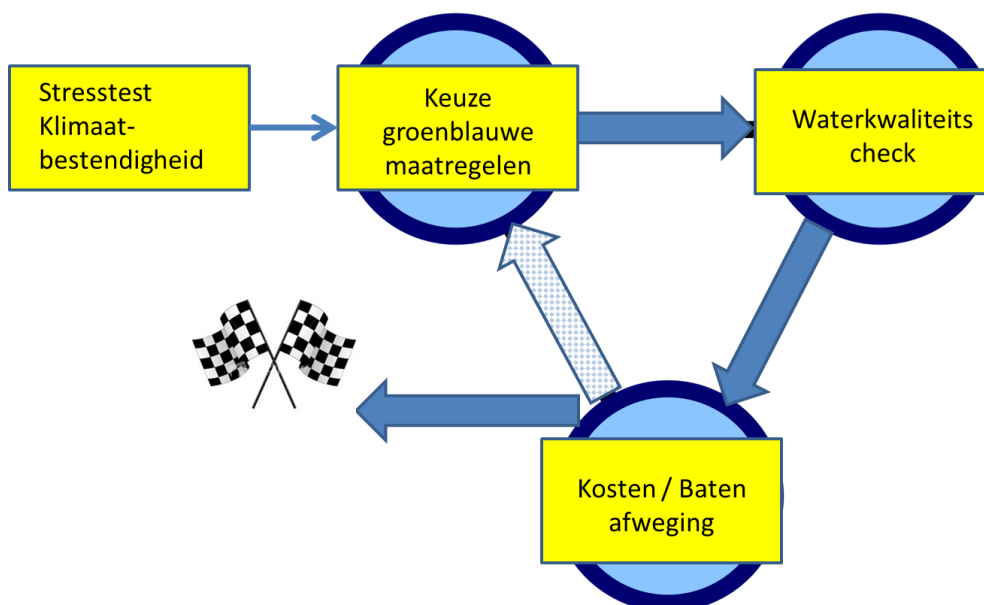 Stresstest
Klimaat-
bestendigheid
Keuze
groenblauwe
maatregelen
Waterkwaliteits
check
Kosten / Baten
afweging